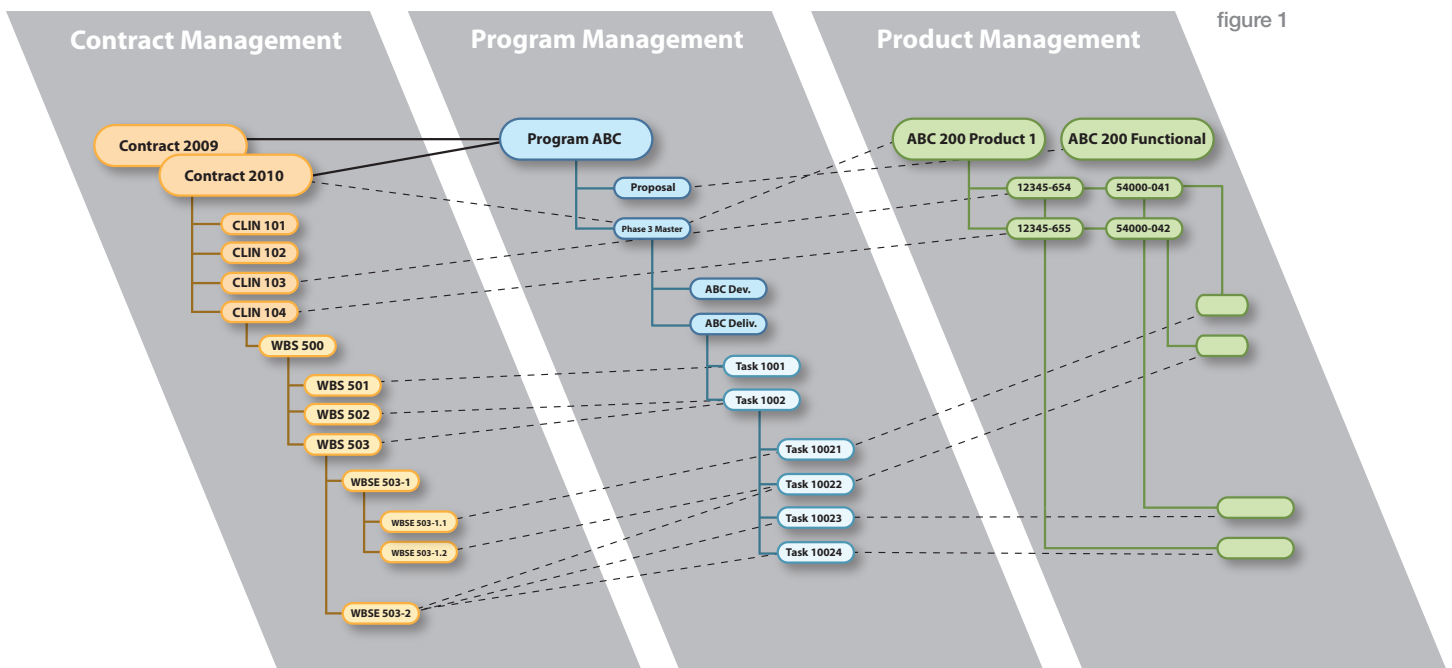 figure 1
Contract Management
Program Management
Product Management
Contract 2009
Contract 2010
CLIN 101
CLIN 102
CLIN 103
CLIN 104
WBS 500
WBS 501
WBS 502
WBS 503
WBSE 503-1
WBSE 503-1.1
WBSE 503-1.2
WBSE 503-2
Program ABC
Proposal
Phase 3 Master
ABC Dev.
ABC Deliv.
Task 1001
Task 1002
Task 10021
Task 10022
Task 10023
Task 10024
ABC 200 Product 1
ABC 200 Functional
12345-654
54000-041
12345-655
54000-042